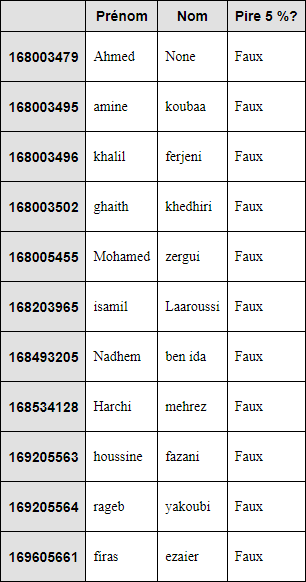 Prénom Nom Pire 5 %?
168003479 Ahmed None Faux
168003495 amine koubaa Faux
168003496 khalil ferjeni Faux
168003502 ghaith khedhiri Faux
168005455 Mohamed zergui Faux
168203965 isamil Laaroussi Faux
168493205 Nadhem ben ida Faux
168534128 Harchi mehrez Faux
169205563 houssine fazani Faux
169205564 rageb yakoubi Faux
169605661 firas ezaier Faux